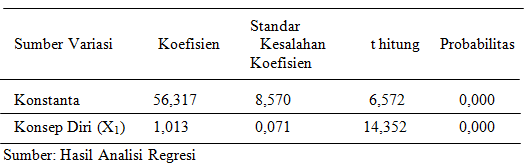 Sumber Variasi Koefisien Standar Kesalahan Koefisien t hitung Probabilitas
Konstanta 56,317 8,570 6,572 0,000
Konsep Diri (X₁) 1,013 0,071 14,352 0,000
Sumber: Hasil Analisi Regresi